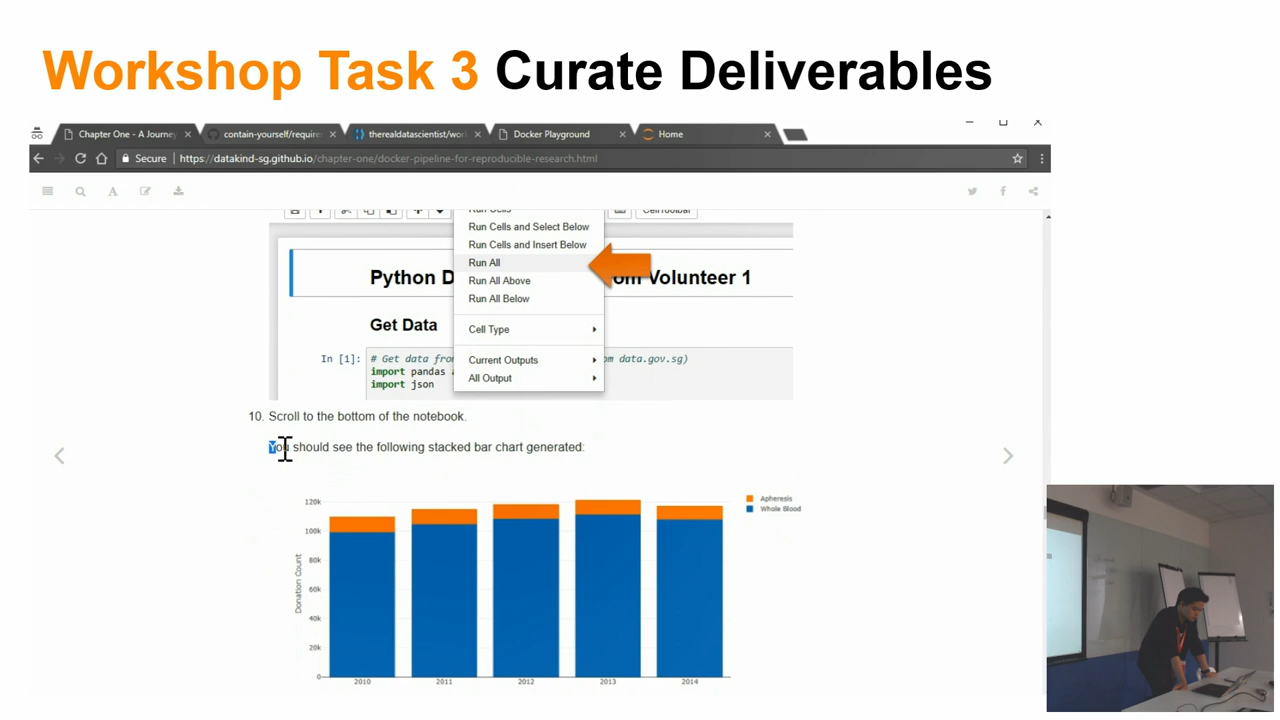 Workshop Task 3 Curate Deliverables
Chapter One - A Journey
contain-yourself/require
therealdatascientist/wor
Docker Playground
Home
Secure
https://datakind-sg.github.io/chapter-one/docker-pipeline-for-reproducible-research.html
Run Cells
CellToolbar
Run Cells and Select Below
Run Cells and Insert Below
Run All
Run All Above
Run All Below
Cell Type
Current Outputs
All Output
Python D om Volunteer 1
Get Data
In [1]:
# Get data from om data.gov.sg)
import pandas a
import json
10. Scroll to the bottom of the notebook.
You should see the following stacked bar chart generated:
Apheresis
Whole Blood
Donation Count
120k
100k
80k
60k
40k
20k
0
2010
2011
2012
2013
2014